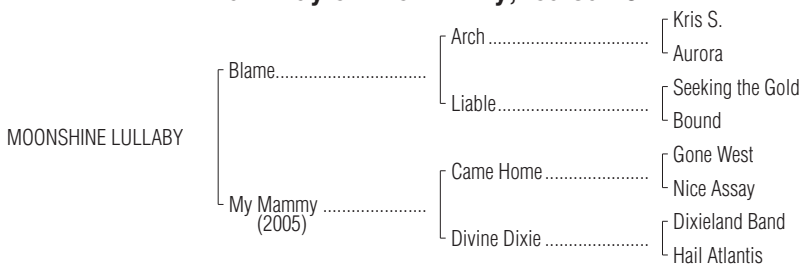 Kris S.
Arch ................................
Aurora
Blame..............................
Seeking the Gold
Liable................................
Bound
MOONSHINE LULLABY
Gone West
Came Home ......................
Nice Assay
My Mammy ......................
(2005)
Dixieland Band
Divine Dixie ......................
Hail Atlantis